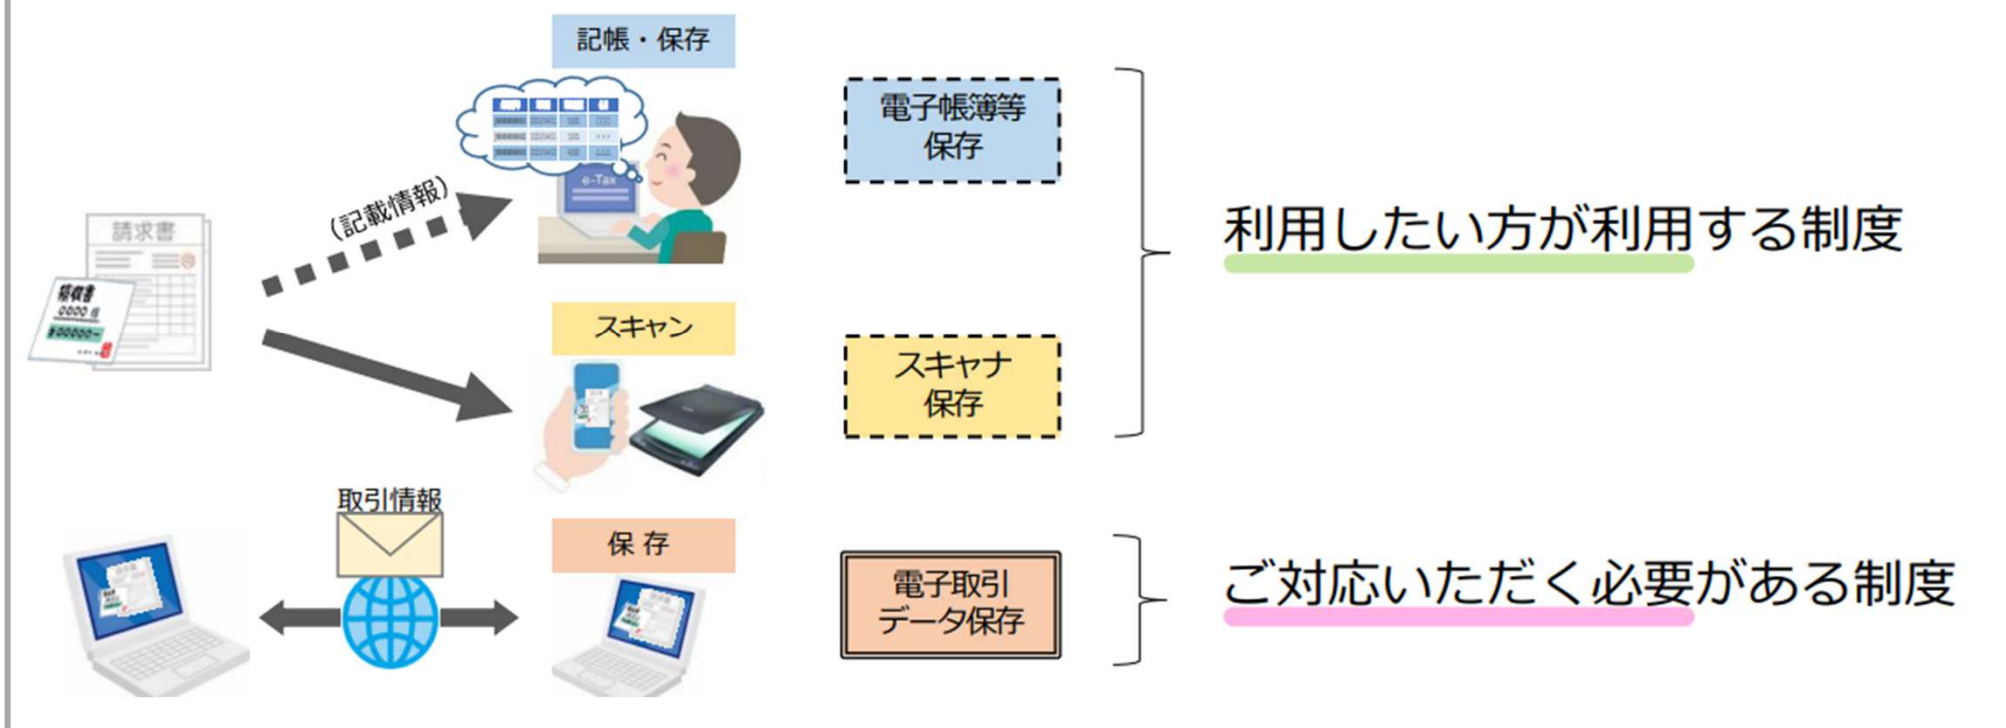 記帳・保存
e-Tax
(記載情報)
請求書
領収書
電子帳簿等
保存
利用したい方が利用する制度
スキャン
スキャナ
保存
取引情報
保存
電子取引
データ保存
ご対応いただく必要がある制度